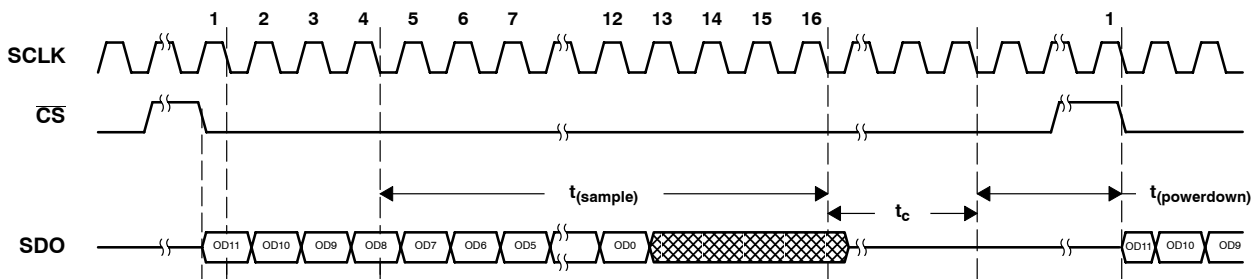 1 2 3 4 5 6 7 12 13 14 15 16 1
SCLK
CS
t(sample)
t(powerdown)
tc
SDO
OD11 OD10 OD9 OD8 OD7 OD6 OD5 OD0 OD11 OD10 OD9